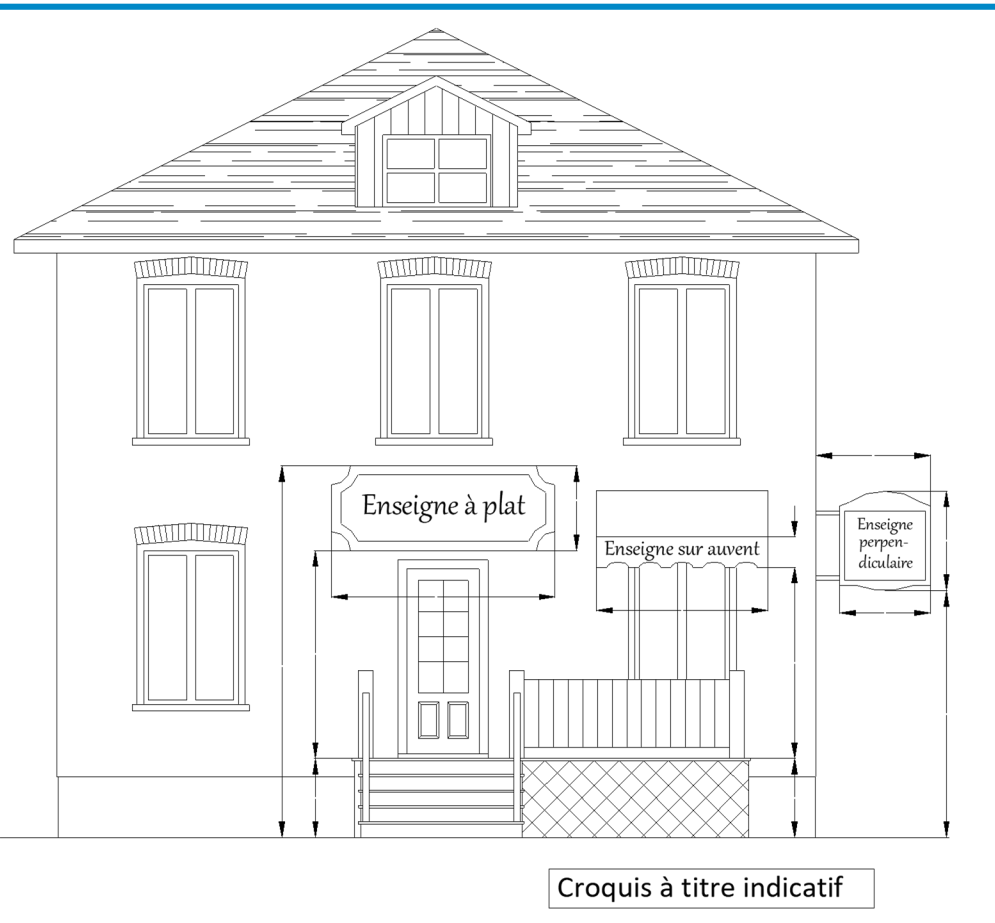 Enseigne à plat
Enseigne sur auvent
Enseigne
perpen-
diculaire
Croquis à titre indicatif